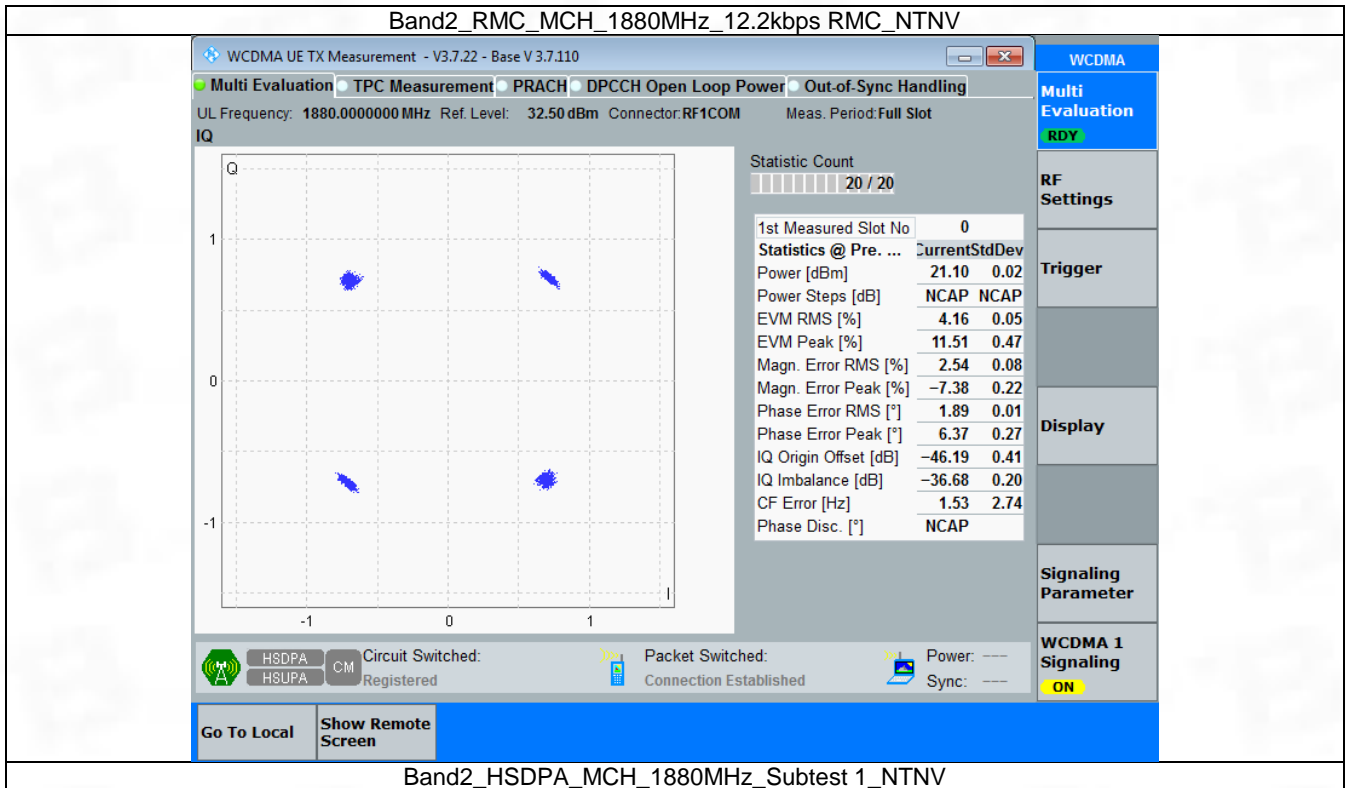 Band2_RMC_MCH_1880MHz_12.2kbps RMC_NTNV
WCDMA UE TX Measurement - V3.7.22 - Base V 3.7.110
WCDMA
Multi Evaluation TPC Measurement PRACH DPCCH Open Loop Power Out-of-Sync Handling
Multi
Evaluation
RDY
UL Frequency: 1880.0000000 MHz Ref. Level: 32.50 dBm Connector: RF1COM Meas. Period: Full Slot
IQ
Q
1
0
-1
-1 0 1
I
Statistic Count
20 / 20
1st Measured Slot No 0
Statistics @ Pre. ... Current StdDev
Power [dBm] 21.10 0.02
Power Steps [dB] NCAP NCAP
EVM RMS [%] 4.16 0.05
EVM Peak [%] 11.51 0.47
Magn. Error RMS [%] 2.54 0.08
Magn. Error Peak [%] −7.38 0.22
Phase Error RMS [°] 1.89 0.01
Phase Error Peak [°] 6.37 0.27
IQ Origin Offset [dB] −46.19 0.41
IQ Imbalance [dB] −36.68 0.20
CF Error [Hz] 1.53 2.74
Phase Disc. [°] NCAP
RF
Settings
Trigger
Display
Signaling
Parameter
WCDMA 1
Signaling
ON
HSDPA
HSUPA
CM
Circuit Switched:
Registered
Packet Switched:
Connection Established
Power: ---
Sync: ---
Go To Local
Show Remote
Screen
Band2_HSDPA_MCH_1880MHz_Subtest 1_NTNV